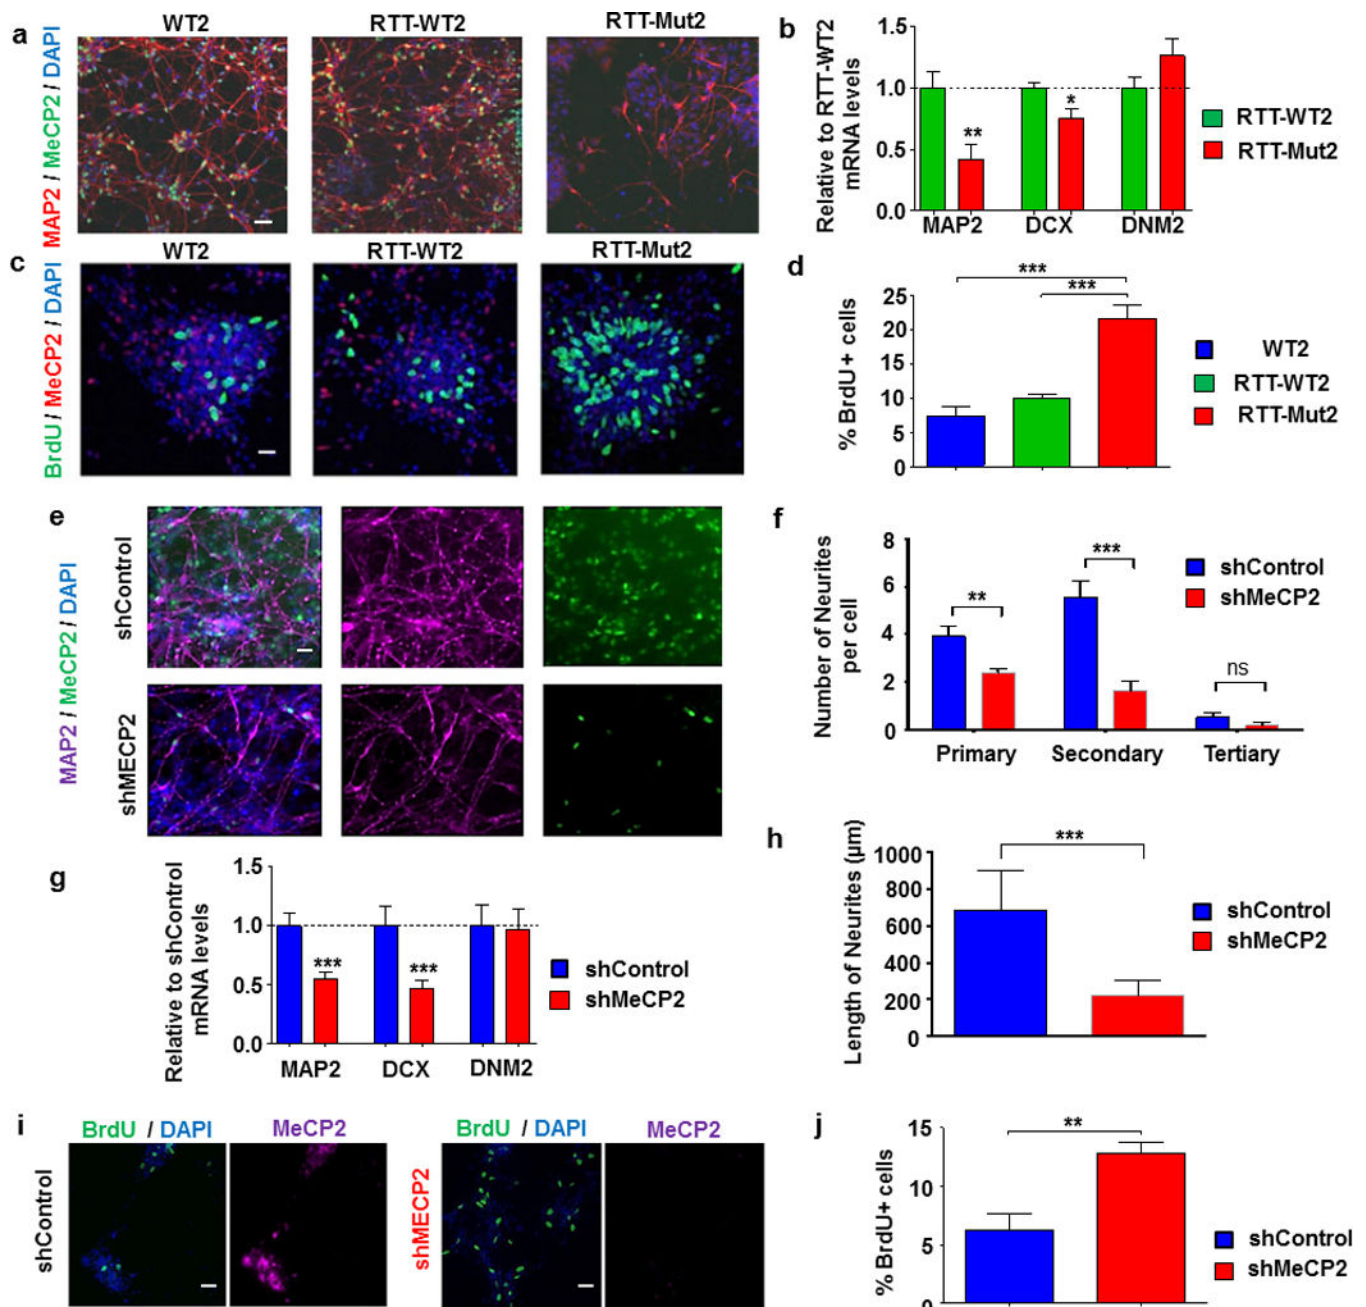 a
WT2
RTT-WT2
RTT-Mut2
MAP2 / MeCP2 / DAPI
b
Relative to RTT-WT2
mRNA levels
1.5
1.0
0.5
0.0
**
*
MAP2
DCX
DNM2
RTT-WT2
RTT-Mut2
c
WT2
RTT-WT2
RTT-Mut2
BrdU / MeCP2 / DAPI
d
% BrdU + cells
25
20
15
10
5
0
***
***
WT2
RTT-WT2
RTT-Mut2
e
MAP2 / MeCP2 / DAPI
shControl
shMECP2
f
Number of Neurites
per cell
8
6
4
2
0
**
***
ns
Primary
Secondary
Tertiary
shControl
shMeCP2
g
Relative to shControl
mRNA levels
1.5
1.0
0.5
0.0
***
***
MAP2
DCX
DNM2
shControl
shMeCP2
h
Length of Neurites (µm)
1000
800
600
400
200
0
***
shControl
shMeCP2
i
BrdU / DAPI
MeCP2
BrdU / DAPI
MeCP2
shControl
shMECP2
j
% BrdU+ cells
15
10
5
0
**
shControl
shMeCP2